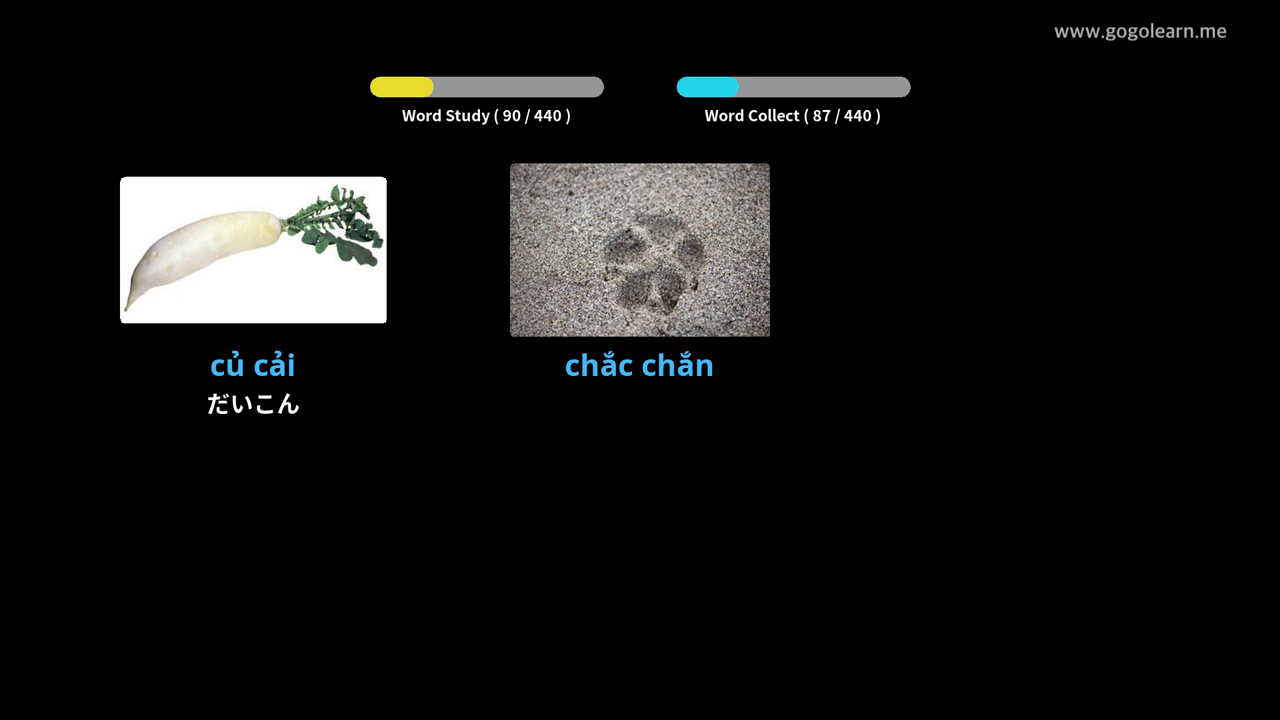 www.gogolearn.me
Word Study ( 90 / 440 )
Word Collect ( 87 / 440 )
củ cải
だいこん
chắc chắn